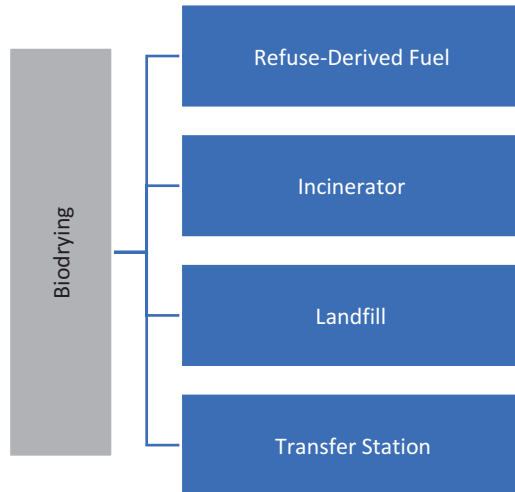 Biodrying
Refuse-Derived Fuel
Incinerator
Landfill
Transfer Station